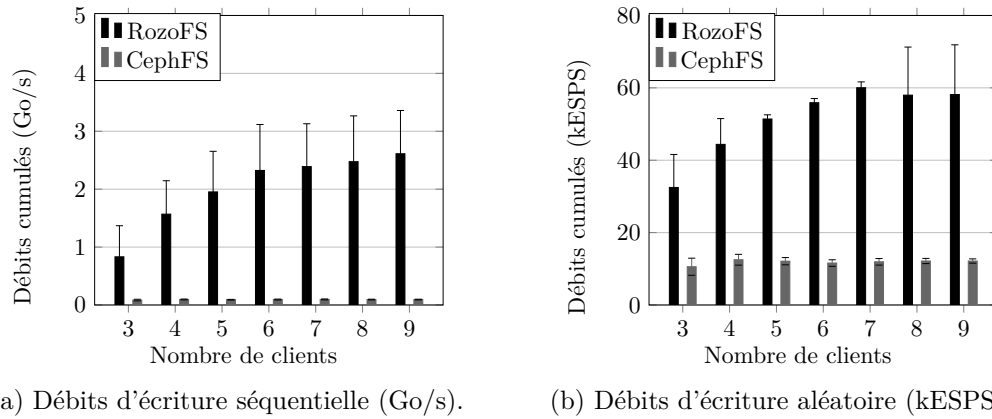 Débits cumulés (Go/s)
5
4
3
2
1
0
RozoFS
CephFS
3 4 5 6 7 8 9
Nombre de clients
a) Débits d'écriture séquentielle (Go/s).
Débits cumulés (kESPS)
80
60
40
20
0
RozoFS
CephFS
3 4 5 6 7 8 9
Nombre de clients
(b) Débits d'écriture aléatoire (kESPS